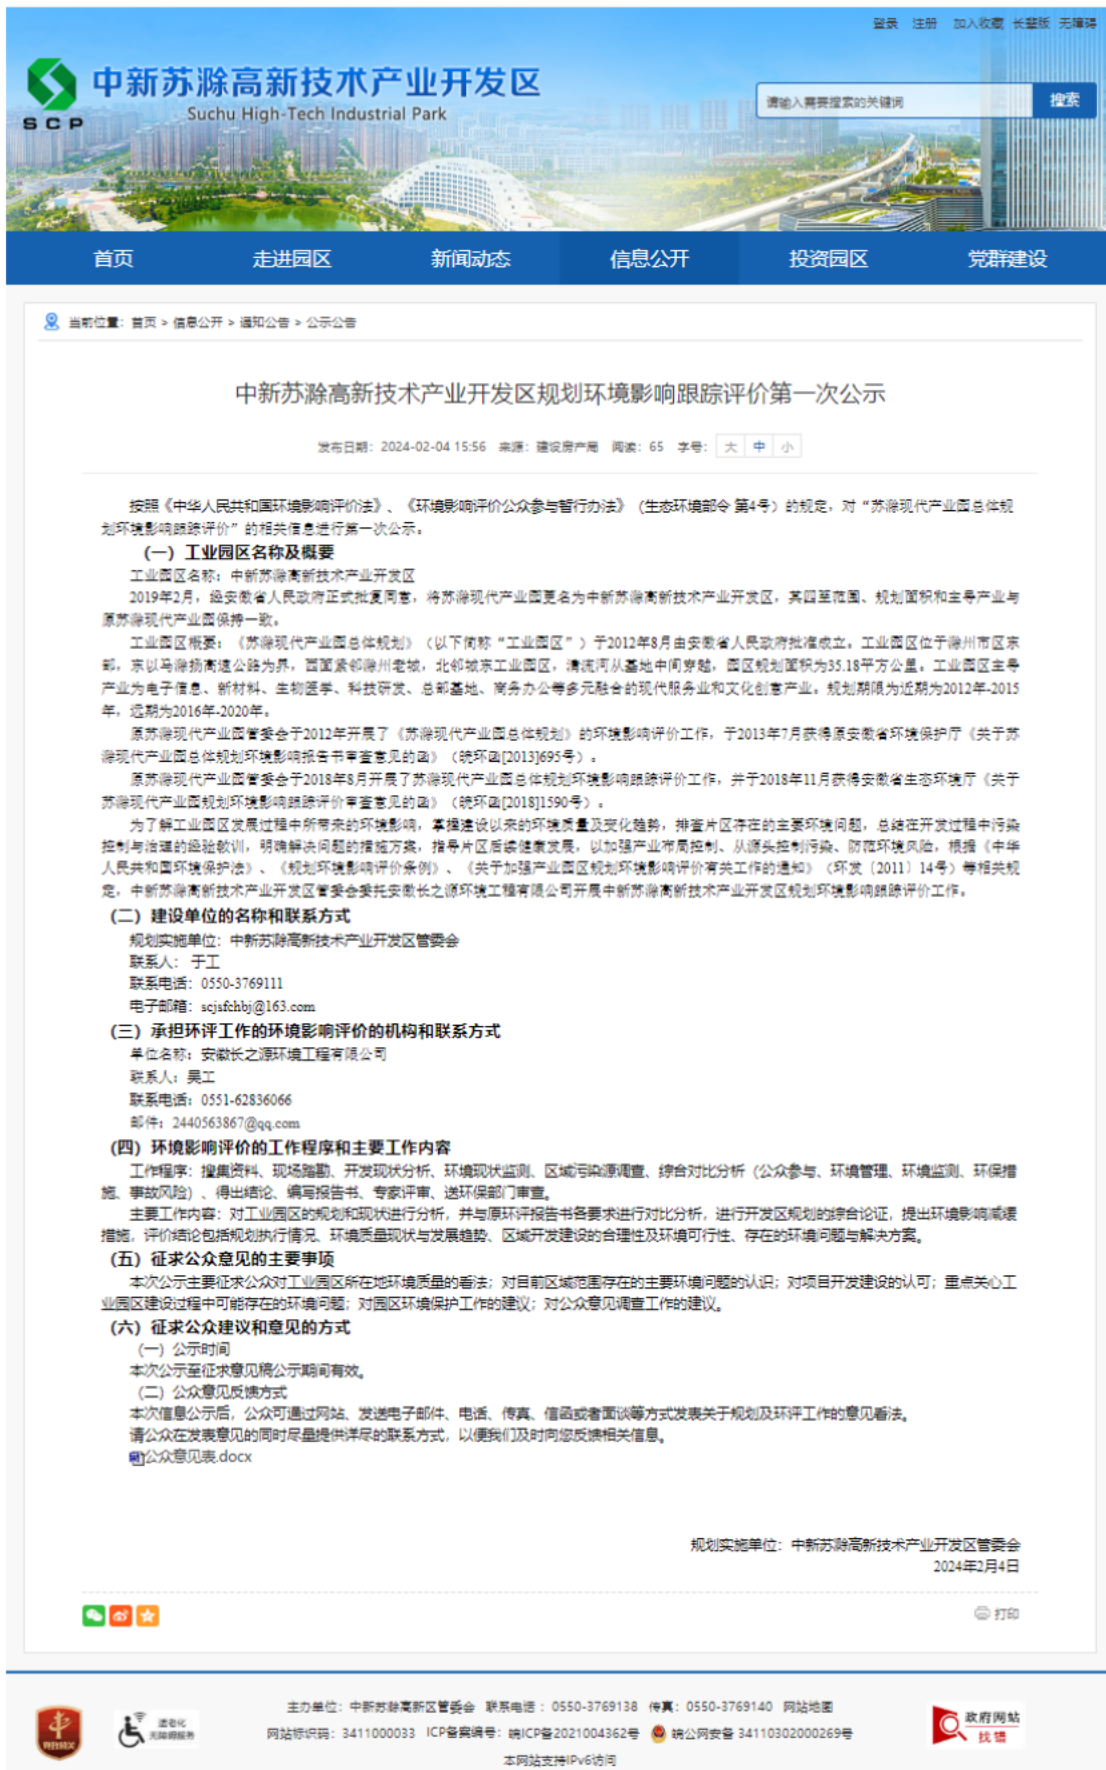 登录 注册 加入收藏 长辈版 无障碍
中新苏滁高新技术产业开发区
Suchu High-Tech Industrial Park
SCP
请输入需要搜索的关键词 搜索
首页 走进园区 新闻动态 信息公开 投资园区 党群建设
当前位置：首页 > 信息公开 > 通知公告 > 公示公告
中新苏滁高新技术产业开发区规划环境影响跟踪评价第一次公示
发布日期：2024-02-04 15:56 来源：建设房产局 阅读：65 字号： 大 中 小
按照《中华人民共和国环境影响评价法》、《环境影响评价公众参与暂行办法》（生态环境部令 第4号）的规定，对“苏滁现代产业园总体规
划环境影响跟踪评价”的相关信息进行第一次公示。
（一）工业园区名称及概要
工业园区名称：中新苏滁高新技术产业开发区
2019年2月，经安徽省人民政府正式批复同意，将苏滁现代产业园更名为中新苏滁高新技术产业开发区，其四至范围、规划面积和主导产业与
原苏滁现代产业园保持一致。
工业园区概要：《苏滁现代产业园总体规划》（以下简称“工业园区”）于2012年8月由安徽省人民政府批准成立。工业园区位于滁州市区东
部，东以马滁扬高速公路为界，西面紧邻滁州老城，北邻城东工业园区，清流河从基地中间穿越，园区规划面积为35.18平方公里。工业园区主导
产业为电子信息、新材料、生物医学、科技研发、总部基地、商务办公等多元融合的现代服务业和文化创意产业。规划期限为近期为2012年-2015
年，远期为2016年-2020年。
原苏滁现代产业园管委会于2012年开展了《苏滁现代产业园总体规划》的环境影响评价工作，于2013年7月获得原安徽省环境保护厅《关于苏
滁现代产业园总体规划环境影响报告书审查意见的函》（皖环函[2013]695号）。
原苏滁现代产业园管委会于2018年8月开展了苏滁现代产业园总体规划环境影响跟踪评价工作，并于2018年11月获得安徽省生态环境厅《关于
苏滁现代产业园规划环境影响跟踪评价审查意见的函》（皖环函[2018]1590号）。
为了解工业园区发展过程中所带来的环境影响，掌握建设以来的环境质量及变化趋势，排查片区存在的主要环境问题，总结在开发过程中污染
控制与治理的经验教训，明确解决问题的措施方案，指导片区后续健康发展，以加强产业布局控制、从源头控制污染、防范环境风险，根据《中华
人民共和国环境保护法》、《规划环境影响评价条例》、《关于加强产业园区规划环境影响评价有关工作的通知》（环发〔2011〕14号）等相关规
定，中新苏滁高新技术产业开发区管委会委托安徽长之源环境工程有限公司开展中新苏滁高新技术产业开发区规划环境影响跟踪评价工作。
（二）建设单位的名称和联系方式
规划实施单位：中新苏滁高新技术产业开发区管委会
联系人： 于工
联系电话：0550-3769111
电子邮箱：scjsfchbj@163.com
（三）承担环评工作的环境影响评价的机构和联系方式
单位名称：安徽长之源环境工程有限公司
联系人：吴工
联系电话：0551-62836066
邮件：2440563867@qq.com
（四）环境影响评价的工作程序和主要工作内容
工作程序：搜集资料、现场踏勘、开发现状分析、环境现状监测、区域污染源调查、综合对比分析（公众参与、环境管理、环境监测、环保措
施、事故风险）、得出结论、编写报告书、专家评审、送环保部门审查。
主要工作内容：对工业园区的规划和现状进行分析，并与原环评报告书各要求进行对比分析，进行开发区规划的综合论证，提出环境影响减缓
措施，评价结论包括规划执行情况、环境质量现状与发展趋势、区域开发建设的合理性及环境可行性、存在的环境问题与解决方案。
（五）征求公众意见的主要事项
本次公示主要征求公众对工业园区所在地环境质量的看法；对目前区域范围存在的主要环境问题的认识；对项目开发建设的认可；重点关心工
业园区建设过程中可能存在的环境问题；对园区环境保护工作的建议；对公众意见调查工作的建议。
（六）征求公众建议和意见的方式
（一）公示时间
本次公示至征求意见稿公示期间有效。
（二）公众意见反馈方式
本次信息公示后，公众可通过网站、发送电子邮件、电话、传真、信函或者面谈等方式发表关于规划及环评工作的意见看法。
请公众在发表意见的同时尽量提供详尽的联系方式，以便我们及时向您反馈相关信息。
公众意见表.docx
规划实施单位：中新苏滁高新技术产业开发区管委会
2024年2月4日
打印
主办单位：中新苏滁高新区管委会 联系电话：0550-3769138 传真：0550-3769140 网站地图
网站标识码：3411000033 ICP备案编号：皖ICP备2021004362号 皖公网安备 34110302000269号
本网站支持IPv6访问
党政机关
适老化
无障碍服务
政府网站
找错